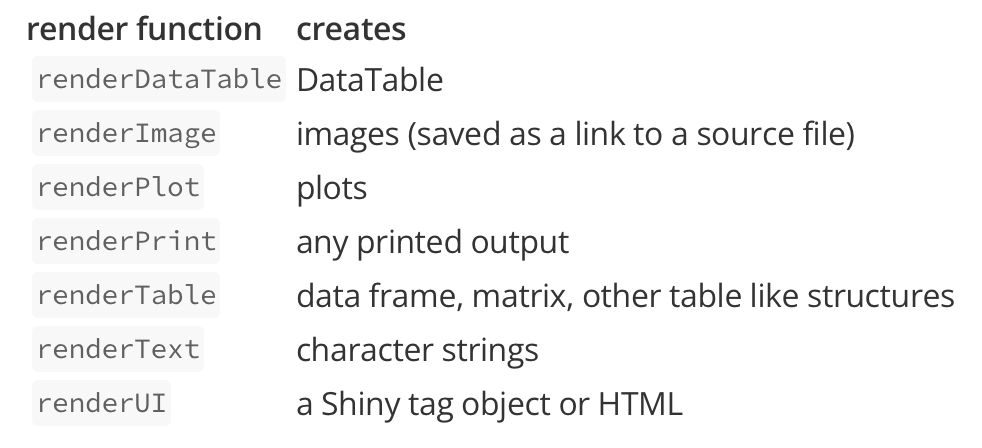 render function creates
renderDataTable DataTable
renderImage images (saved as a link to a source file)
renderPlot plots
renderPrint any printed output
renderTable data frame, matrix, other table like structures
renderText character strings
renderUI a Shiny tag object or HTML